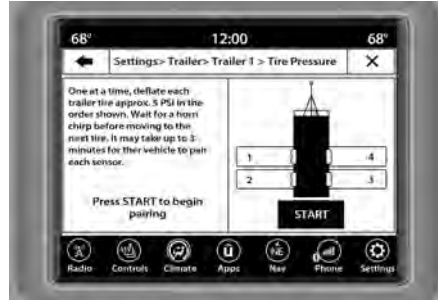 68°
12:00
68°
Settings> Trailer> Trailer 1 > Tire Pressure
X
One at a time, deflate each
trailer tire approx. 5 PSI in the
order shown. Wait for a horn
chirp before moving to the
next tire. It may take up to 3
minutes for ther vehicle to pair
each sensor.
Press START to begin
pairing
1
4
2
3
START
Radio
Controls
Climate
ü
Apps
NE
Nav
Phone
Settings